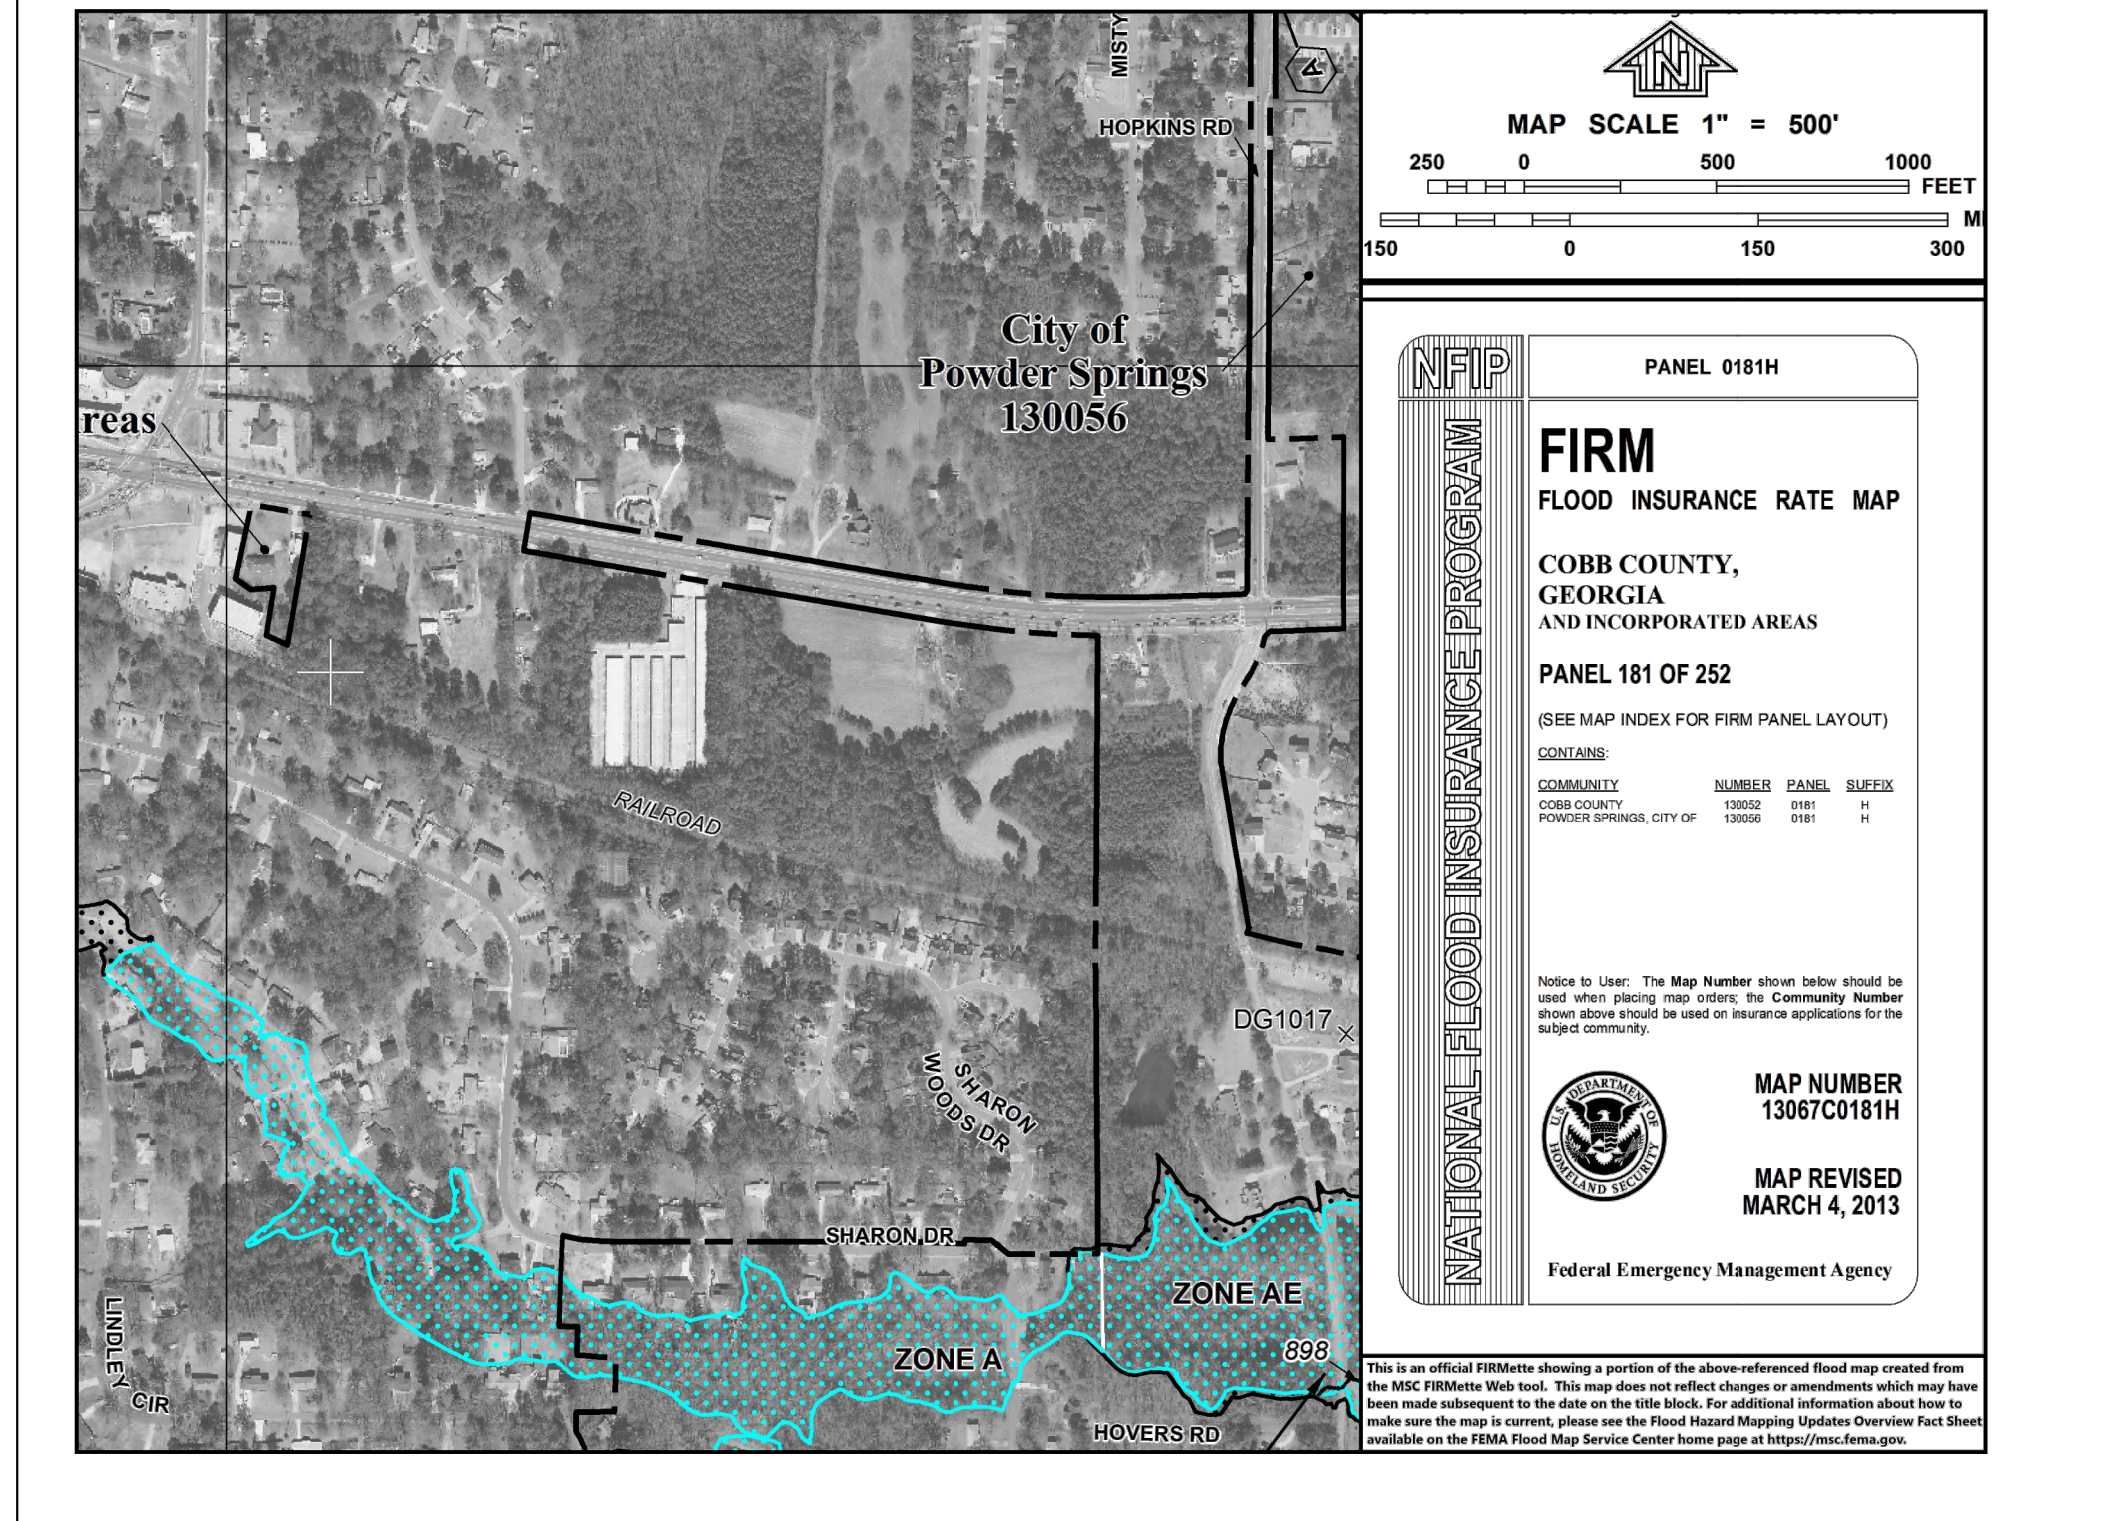 MISTY
A
HOPKINS RD
City of
Powder Springs
130056
reas
RAILROAD
DG1017
SHARON
WOODS DR
SHARON DR
ZONE AE
ZONE A
898
LINDLEY
CIR
HOVERS RD
N
MAP SCALE 1" = 500'
250 0 500 1000
FEET
150 0 150 300
NFIP
PANEL 0181H
NATIONAL FLOOD INSURANCE PROGRAM
FIRM
FLOOD INSURANCE RATE MAP
COBB COUNTY,
GEORGIA
AND INCORPORATED AREAS
PANEL 181 OF 252
(SEE MAP INDEX FOR FIRM PANEL LAYOUT)
CONTAINS:
COMMUNITY NUMBER PANEL SUFFIX
COBB COUNTY 130052 0181 H
POWDER SPRINGS, CITY OF 130056 0181 H
Notice to User: The Map Number shown below should be
used when placing map orders; the Community Number
shown above should be used on insurance applications for the
subject community.
U.S. DEPARTMENT OF
HOMELAND SECURITY
MAP NUMBER
13067C0181H
MAP REVISED
MARCH 4, 2013
Federal Emergency Management Agency
This is an official FIRMette showing a portion of the above-referenced flood map created from
the MSC FIRMette Web tool. This map does not reflect changes or amendments which may have
been made subsequent to the date on the title block. For additional information about how to
make sure the map is current, please see the Flood Hazard Mapping Updates Overview Fact Sheet
available on the FEMA Flood Map Service Center home page at https://msc.fema.gov.